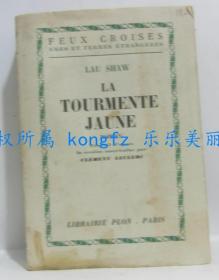 FEUX CROISÉS
AMES ET TERRES ÉTRANGÈRES
LAU SHAW
LA
TOURMENTE
JAUNE
权所属 kongfz 乐乐美丽
CLÉMENT LECLERC
LIBRAIRIE PLON - PARIS